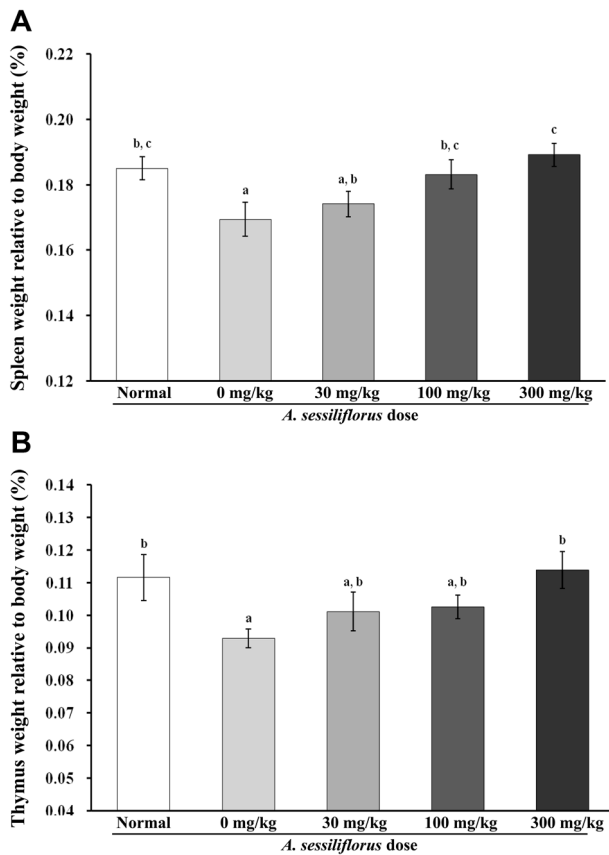 A
Spleen weight relative to body weight (%)
0.22
0.20
0.18
0.16
0.14
0.12
b, c
a
a, b
b, c
c
Normal 0 mg/kg 30 mg/kg 100 mg/kg 300 mg/kg
A. sessiliflorus dose
B
Thymus weight relative to body weight (%)
0.14
0.13
0.12
0.11
0.10
0.09
0.08
0.07
0.06
0.05
0.04
b
a
a, b
a, b
b
Normal 0 mg/kg 30 mg/kg 100 mg/kg 300 mg/kg
A. sessiliflorus dose